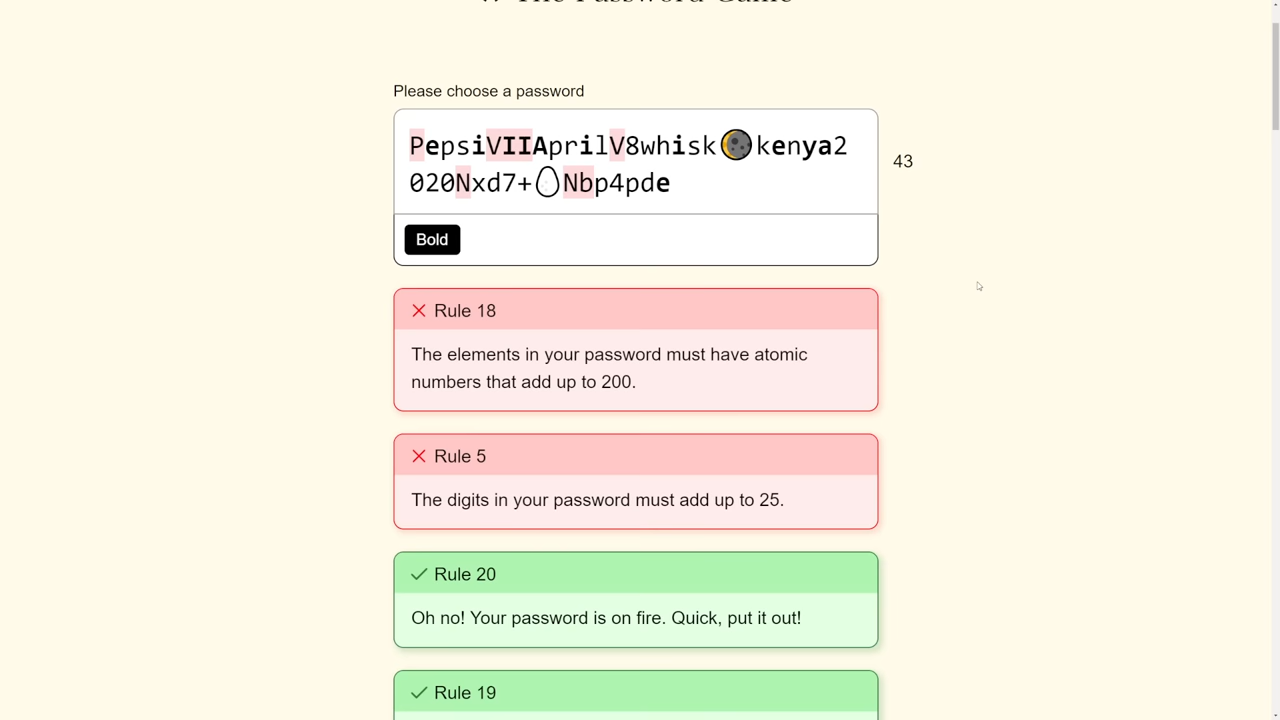 Please choose a password
PepsiVIIAprilV8whisk🌘kenya2
020Nxd7+🥚Nbp4pde
43
Bold
Rule 18
The elements in your password must have atomic
numbers that add up to 200.
Rule 5
The digits in your password must add up to 25.
Rule 20
Oh no! Your password is on fire. Quick, put it out!
Rule 19